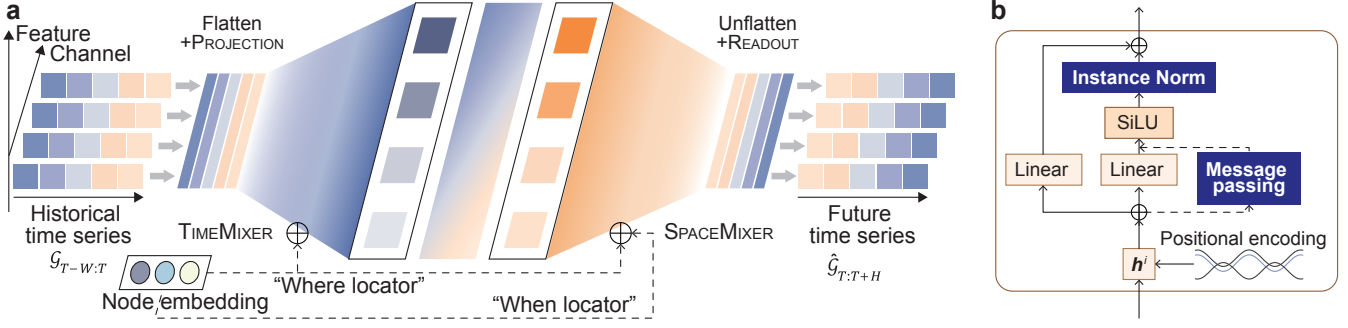 a
Feature
Channel
Flatten
+PROJECTION
Unflatten
+READOUT
Historical
time series
𝒢T−W:T
TIMEMIXER
SPACEMIXER
Future
time series
𝒢̂T:T+H
Node embedding
“Where locator”
“When locator”
b
Instance Norm
SiLU
Linear
Linear
Message
passing
Positional encoding
hⁱ